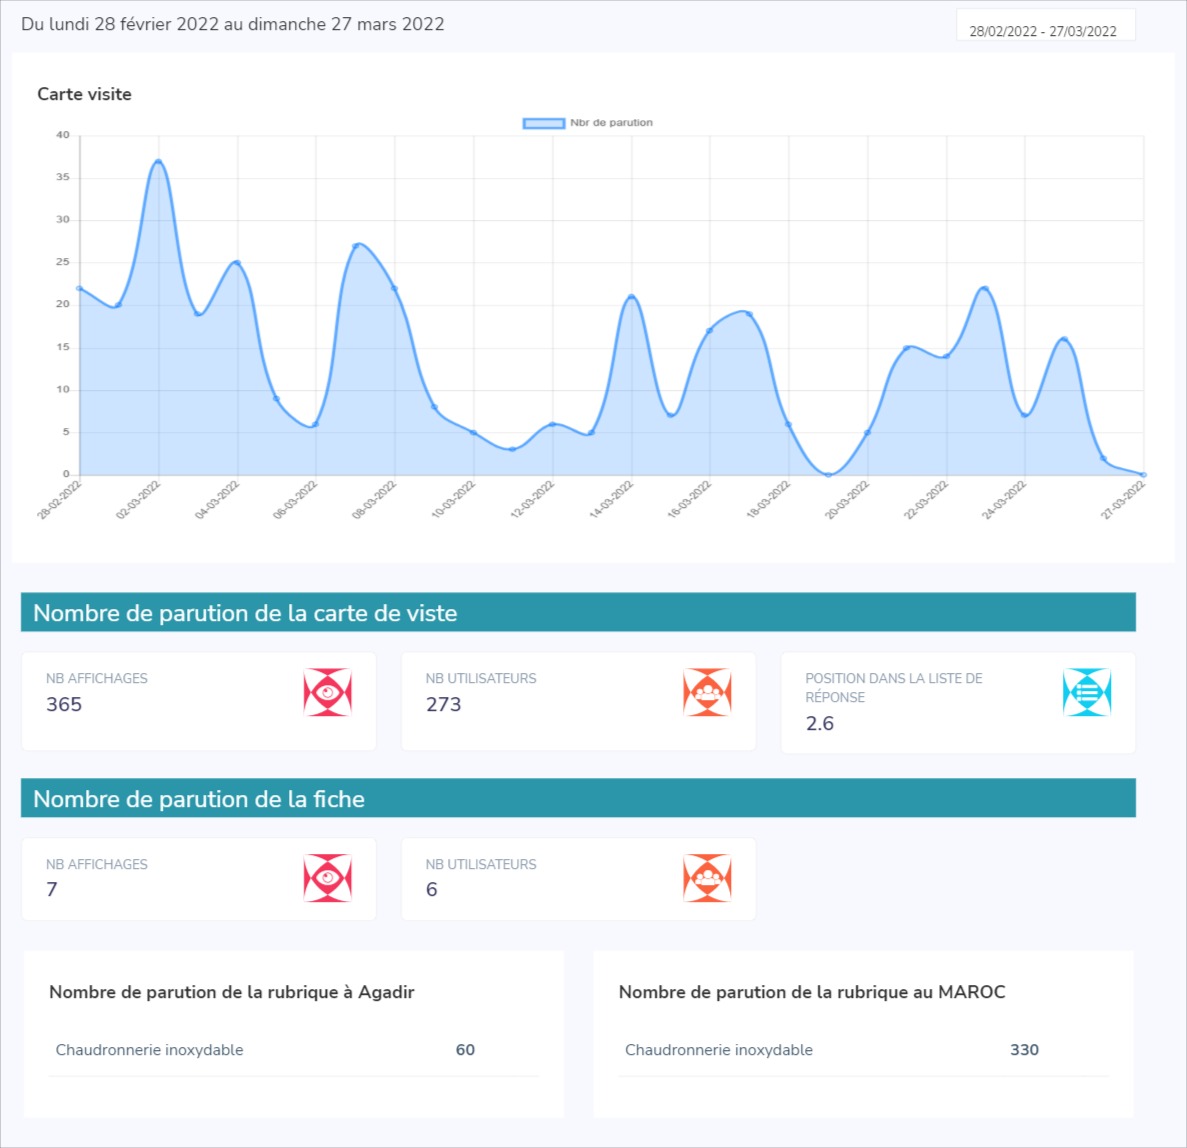 Du lundi 28 février 2022 au dimanche 27 mars 2022
28/02/2022 - 27/03/2022
Carte visite
Nbr de parution
40
35
30
25
20
15
10
5
0
28-02-2022
02-03-2022
04-03-2022
06-03-2022
08-03-2022
10-03-2022
12-03-2022
14-03-2022
16-03-2022
18-03-2022
20-03-2022
22-03-2022
24-03-2022
27-03-2022
Nombre de parution de la carte de viste
NB AFFICHAGES
365
NB UTILISATEURS
273
POSITION DANS LA LISTE DE
RÉPONSE
2.6
Nombre de parution de la fiche
NB AFFICHAGES
7
NB UTILISATEURS
6
Nombre de parution de la rubrique à Agadir
Chaudronnerie inoxydable 60
Nombre de parution de la rubrique au MAROC
Chaudronnerie inoxydable 330